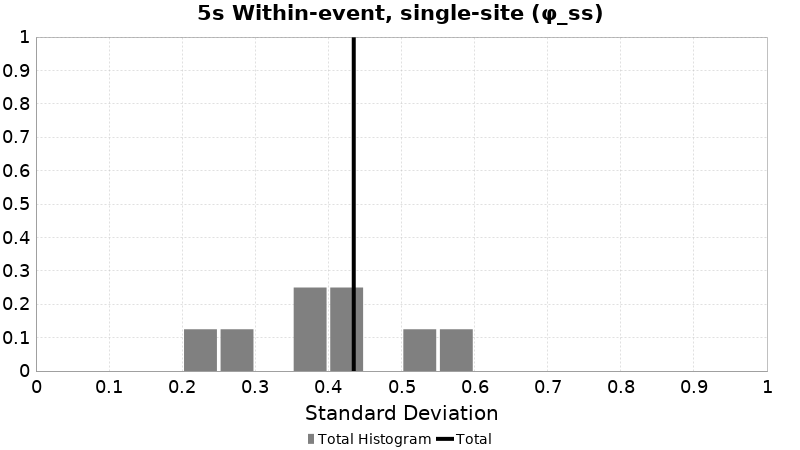 5s Within-event, single-site (φ_ss)
1
0.9
0.8
0.7
0.6
0.5
0.4
0.3
0.2
0.1
0
0 0.1 0.2 0.3 0.4 0.5 0.6 0.7 0.8 0.9 1
Standard Deviation
Total Histogram Total